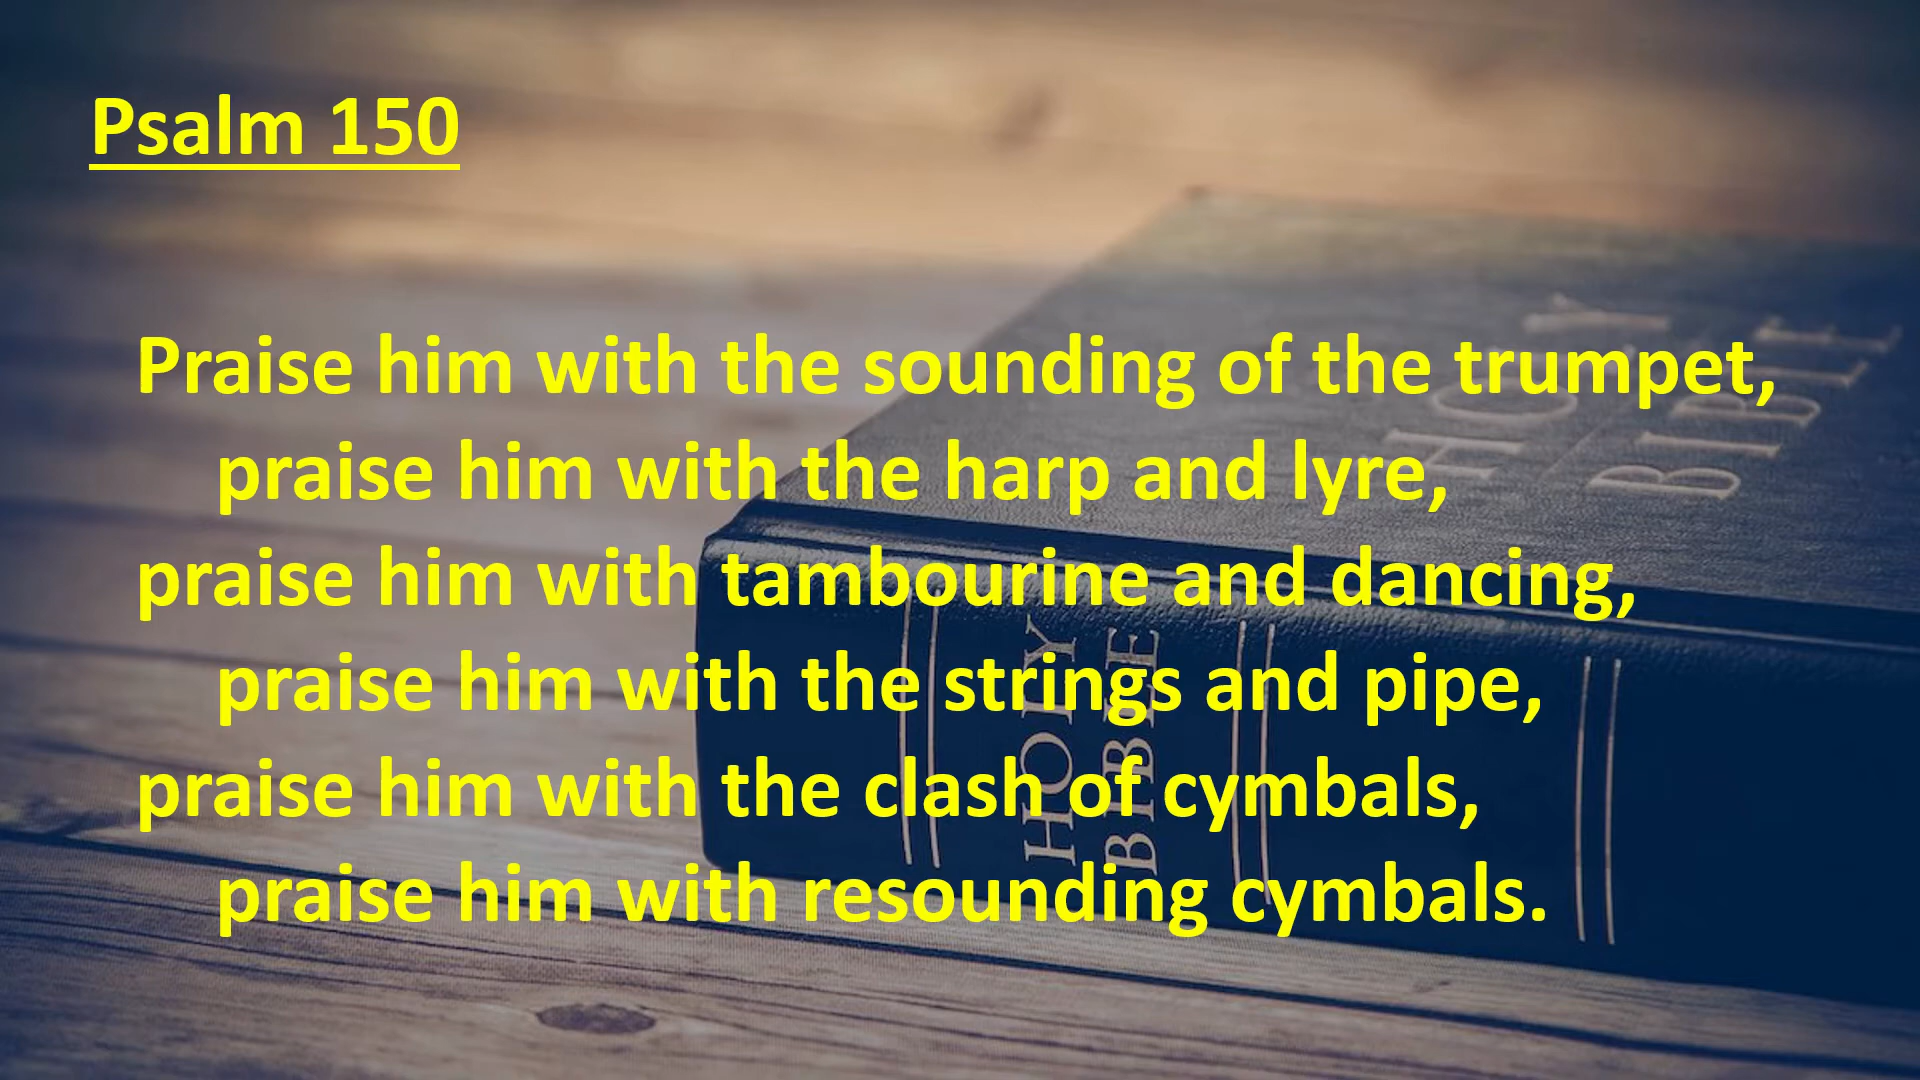 Psalm 150
Praise him with the sounding of the trumpet,
praise him with the harp and lyre,
praise him with tambourine and dancing,
praise him with the strings and pipe,
praise him with the clash of cymbals,
praise him with resounding cymbals.
HOLY
BIBLE
HOLY
BIBLE